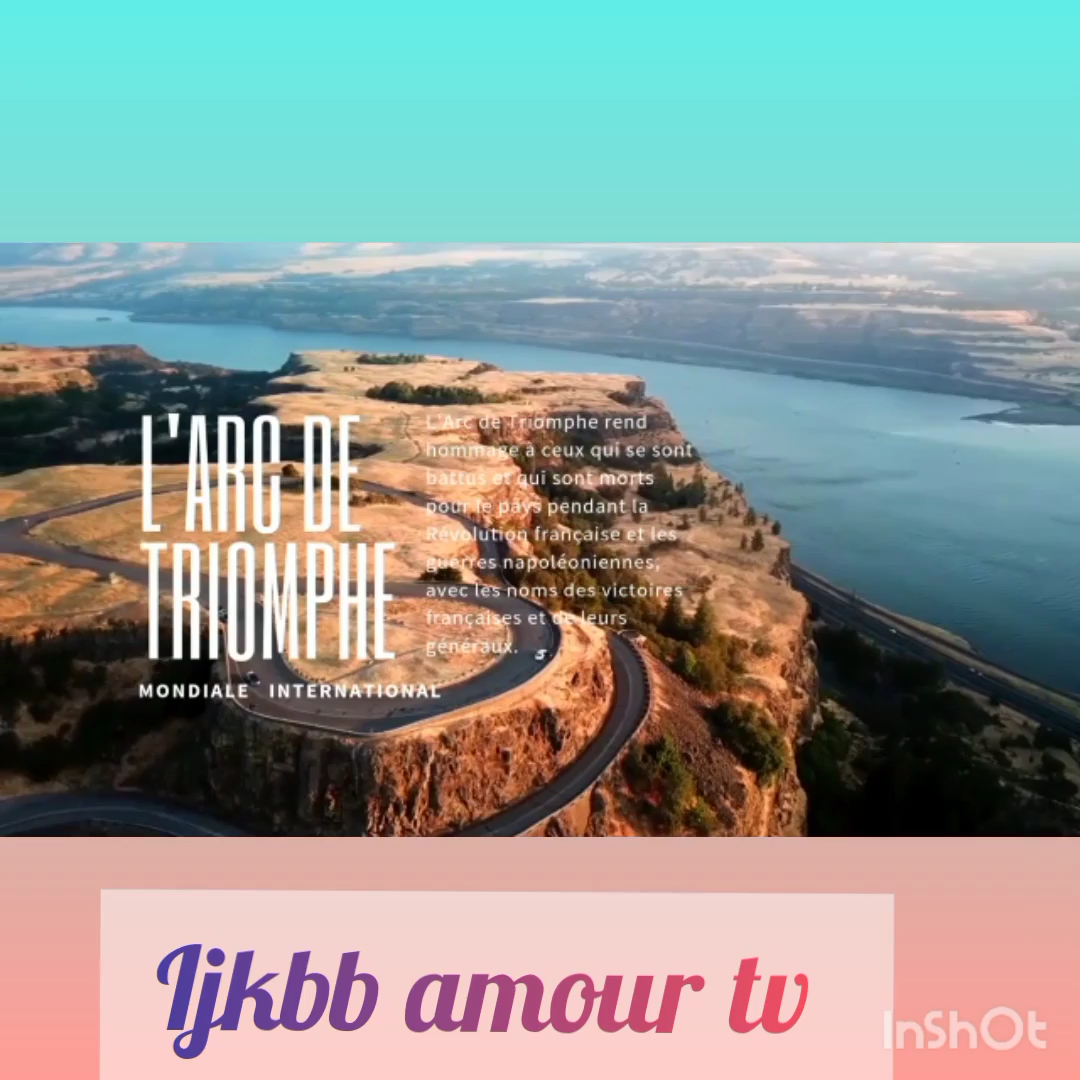 L'ARC DE
TRIOMPHE
MONDIALE INTERNATIONAL
L'Arc de Triomphe rend
hommage à ceux qui se sont
battus et qui sont morts
pour le pays pendant la
Révolution française et les
guerres napoléoniennes;
avec les noms des victoires
françaises et de leurs
généraux.
Ijkbb amour tv
InShOt